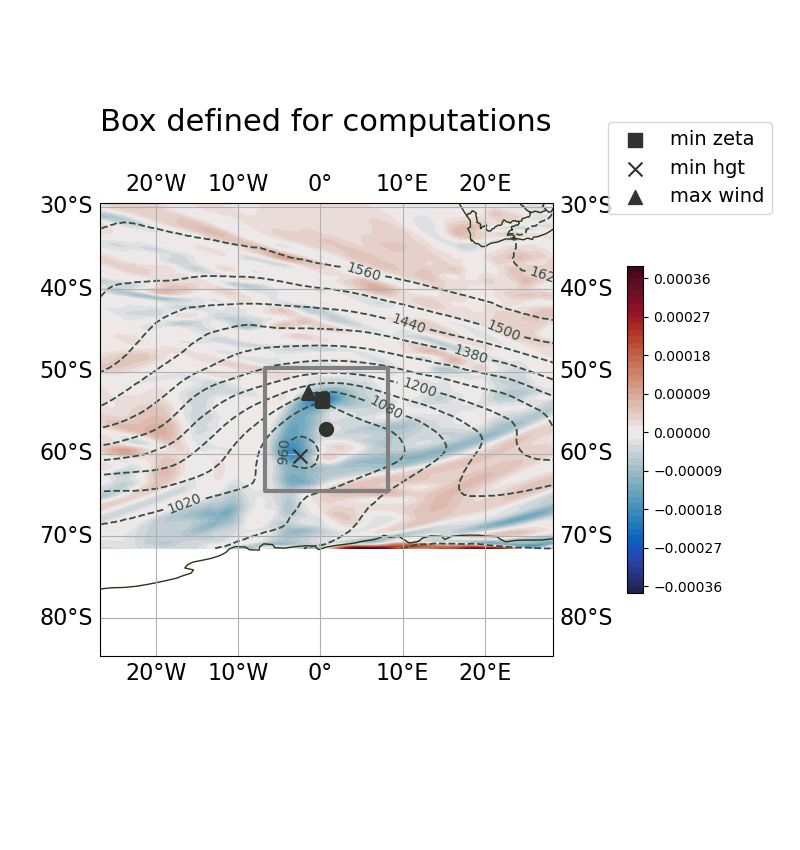 Box defined for computations
min zeta
min hgt
max wind
20°W 10°W 0° 10°E 20°E
30°S 30°S
40°S 40°S
50°S 50°S
60°S 60°S
70°S 70°S
80°S 80°S
20°W 10°W 0° 10°E 20°E
1560
162
1440
1500
1380
1200
1080
960
1020
0.00036
0.00027
0.00018
0.00009
0.00000
−0.00009
−0.00018
−0.00027
−0.00036